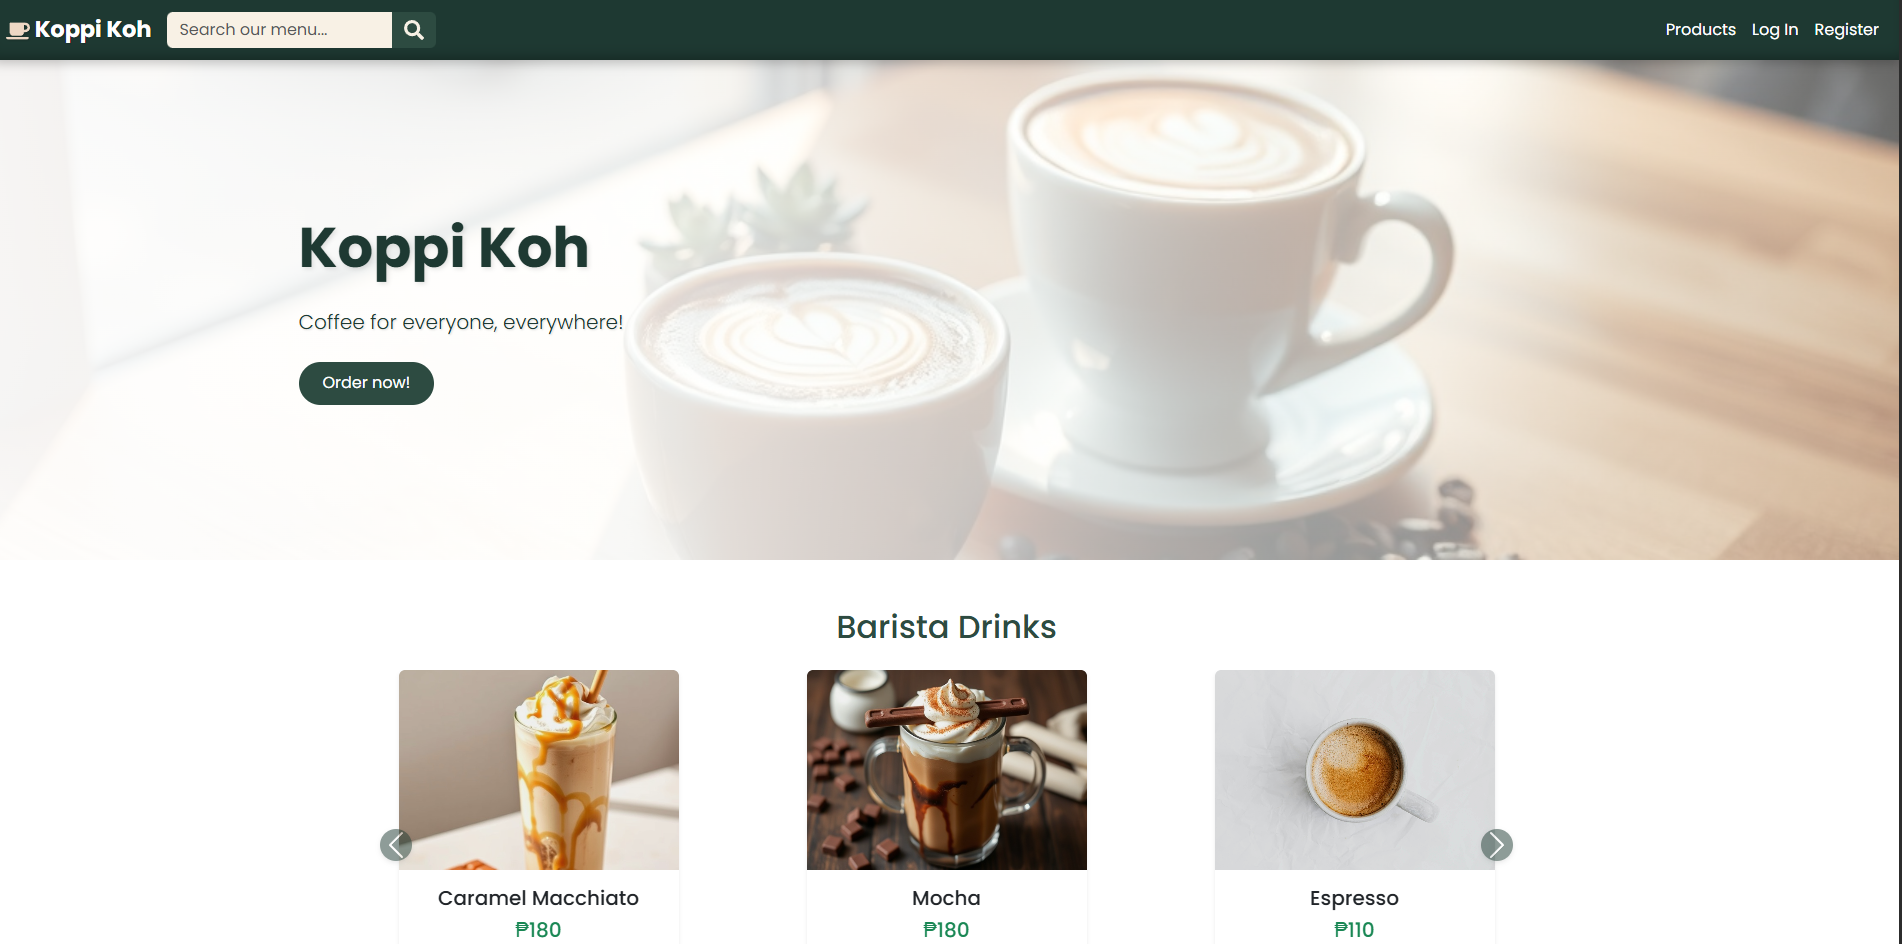 Koppi Koh
Search our menu...
Products Log In Register
Koppi Koh
Coffee for everyone, everywhere!
Order now!
Barista Drinks
Caramel Macchiato
₱180
Mocha
₱180
Espresso
₱110